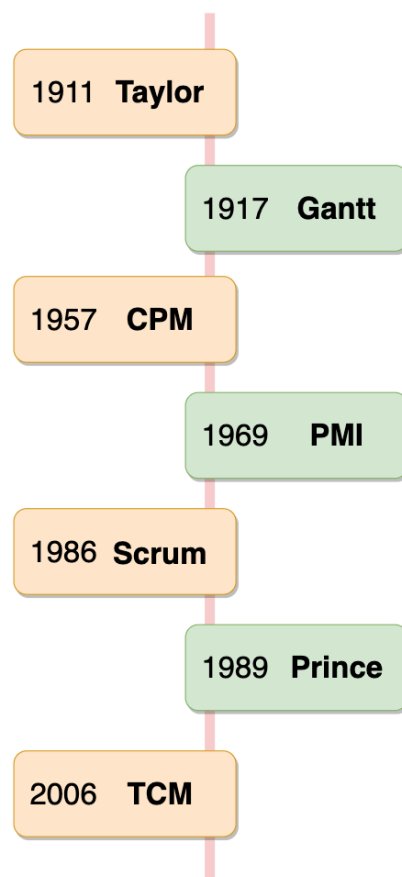 1911 Taylor
1917 Gantt
1957 CPM
1969 PMI
1986 Scrum
1989 Prince
2006 TCM